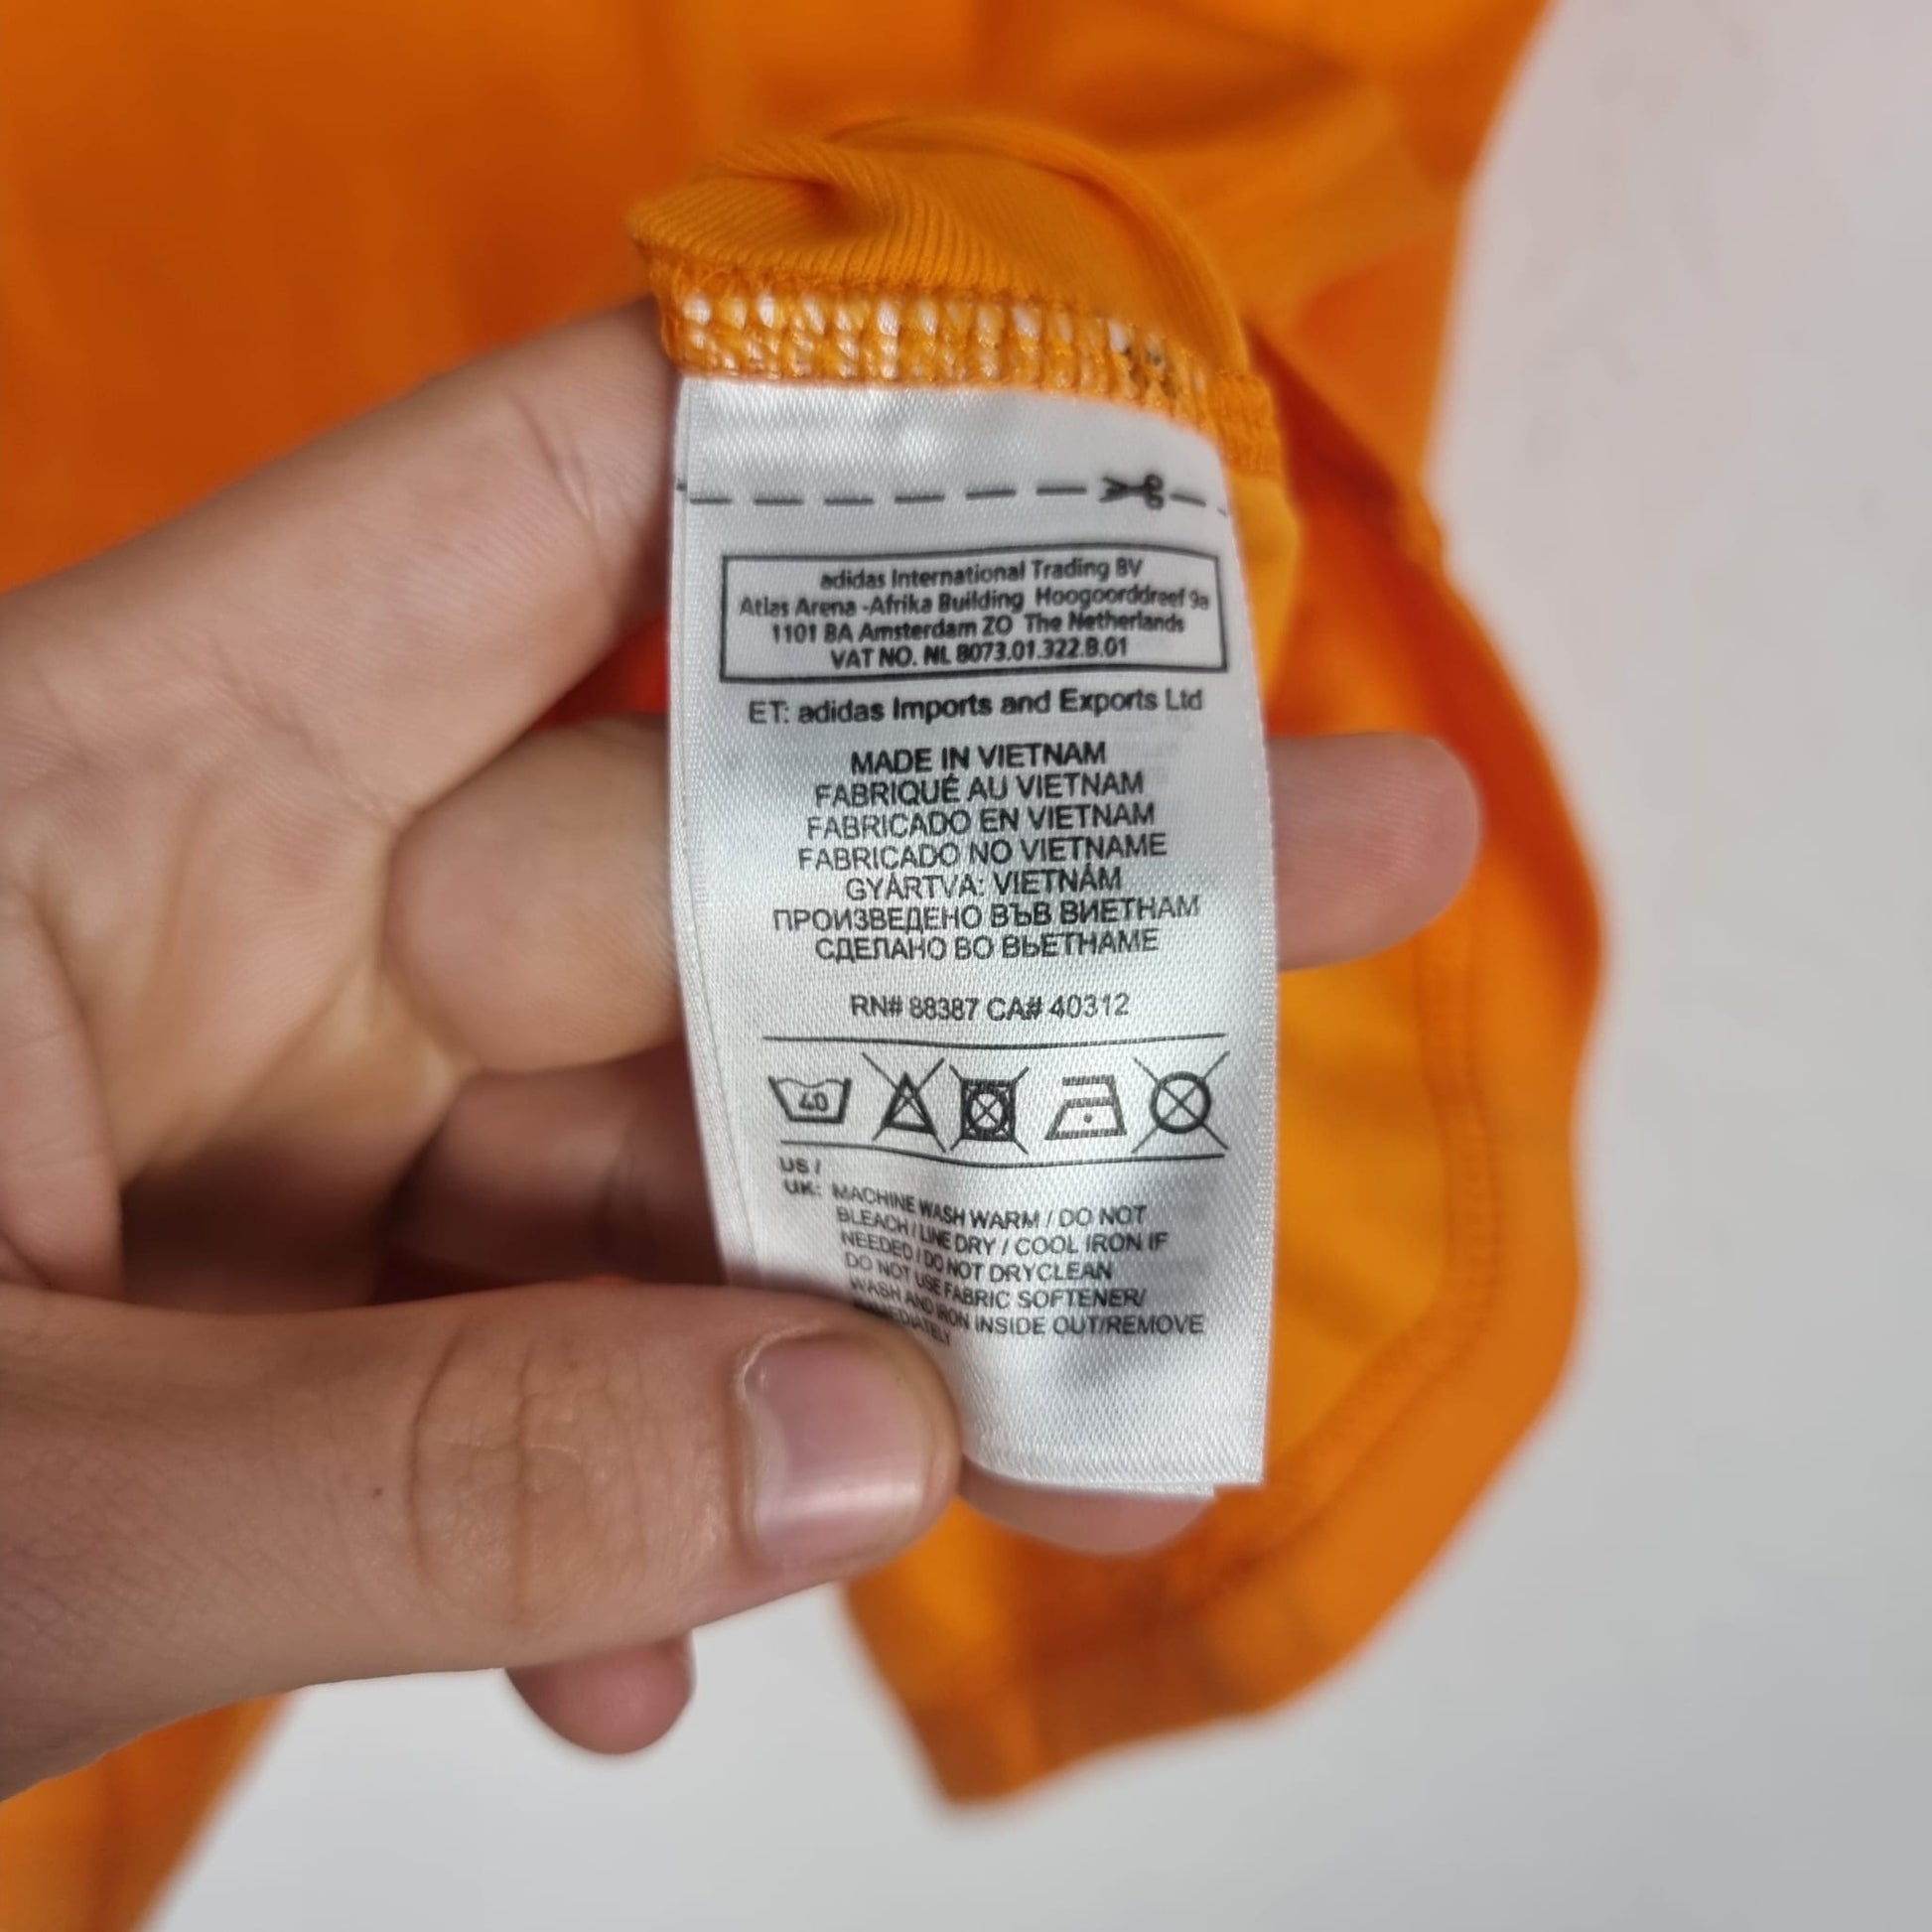 adidas International Trading BV
Atlas Arena -Afrika Building Hoogoorddreef 9a
1101 BA Amsterdam ZO The Netherlands
VAT NO. NL 8073.01.322.B.01
ET: adidas Imports and Exports Ltd
MADE IN VIETNAM
FABRIQUÉ AU VIETNAM
FABRICADO EN VIETNAM
FABRICADO NO VIETNAME
GYÁRTVA: VIETNÁM
ПРОИЗВЕДЕНО ВЪВ ВИЕТНАМ
СДЕЛАНО ВО ВЬЕТНАМЕ
RN# 88387 CA# 40312
40
US /
UK: MACHINE WASH WARM / DO NOT
BLEACH / LINE DRY / COOL IRON IF
NEEDED / DO NOT DRYCLEAN
DO NOT USE FABRIC SOFTENER/
WASH AND IRON INSIDE OUT/REMOVE
IMMEDIATELY